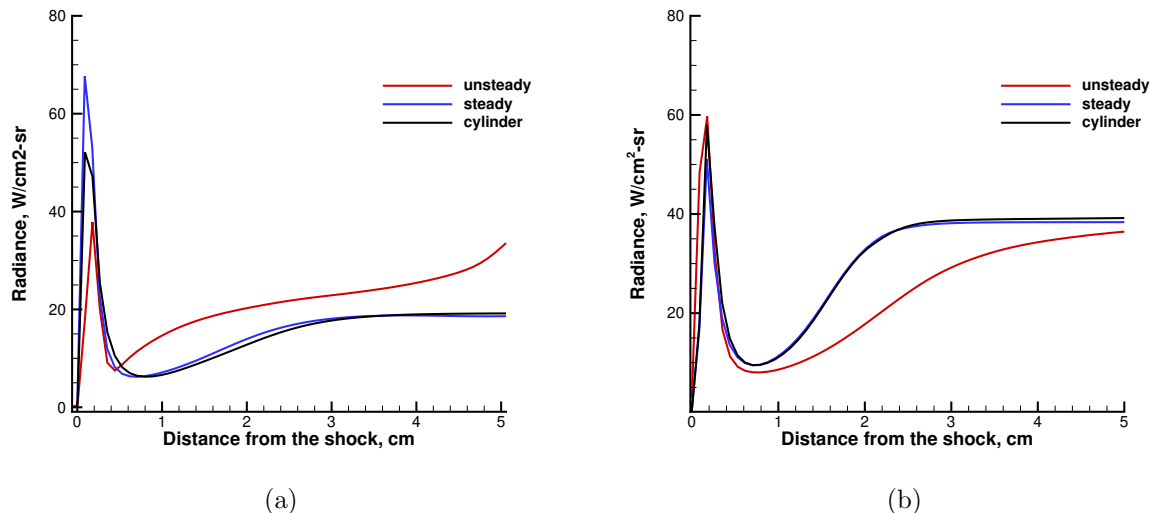 80
60
40
20
0
Radiance, W/cm2-sr
unsteady
steady
cylinder
0 1 2 3 4 5
Distance from the shock, cm
(a)
80
60
40
20
Radiance, W/cm²-sr
unsteady
steady
cylinder
0 1 2 3 4 5
Distance from the shock, cm
(b)